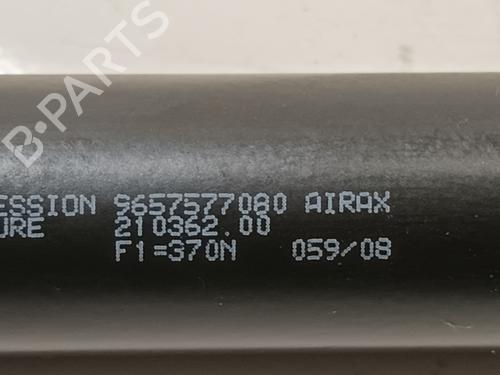 B-PARTS
ESSION 9657577080 AIRAX
URE 210362.00
F1=370N 059/08